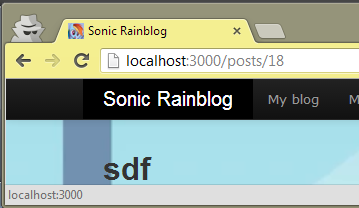 Sonic Rainblog
localhost:3000/posts/18
Sonic Rainblog My blog M
sdf
localhost:3000